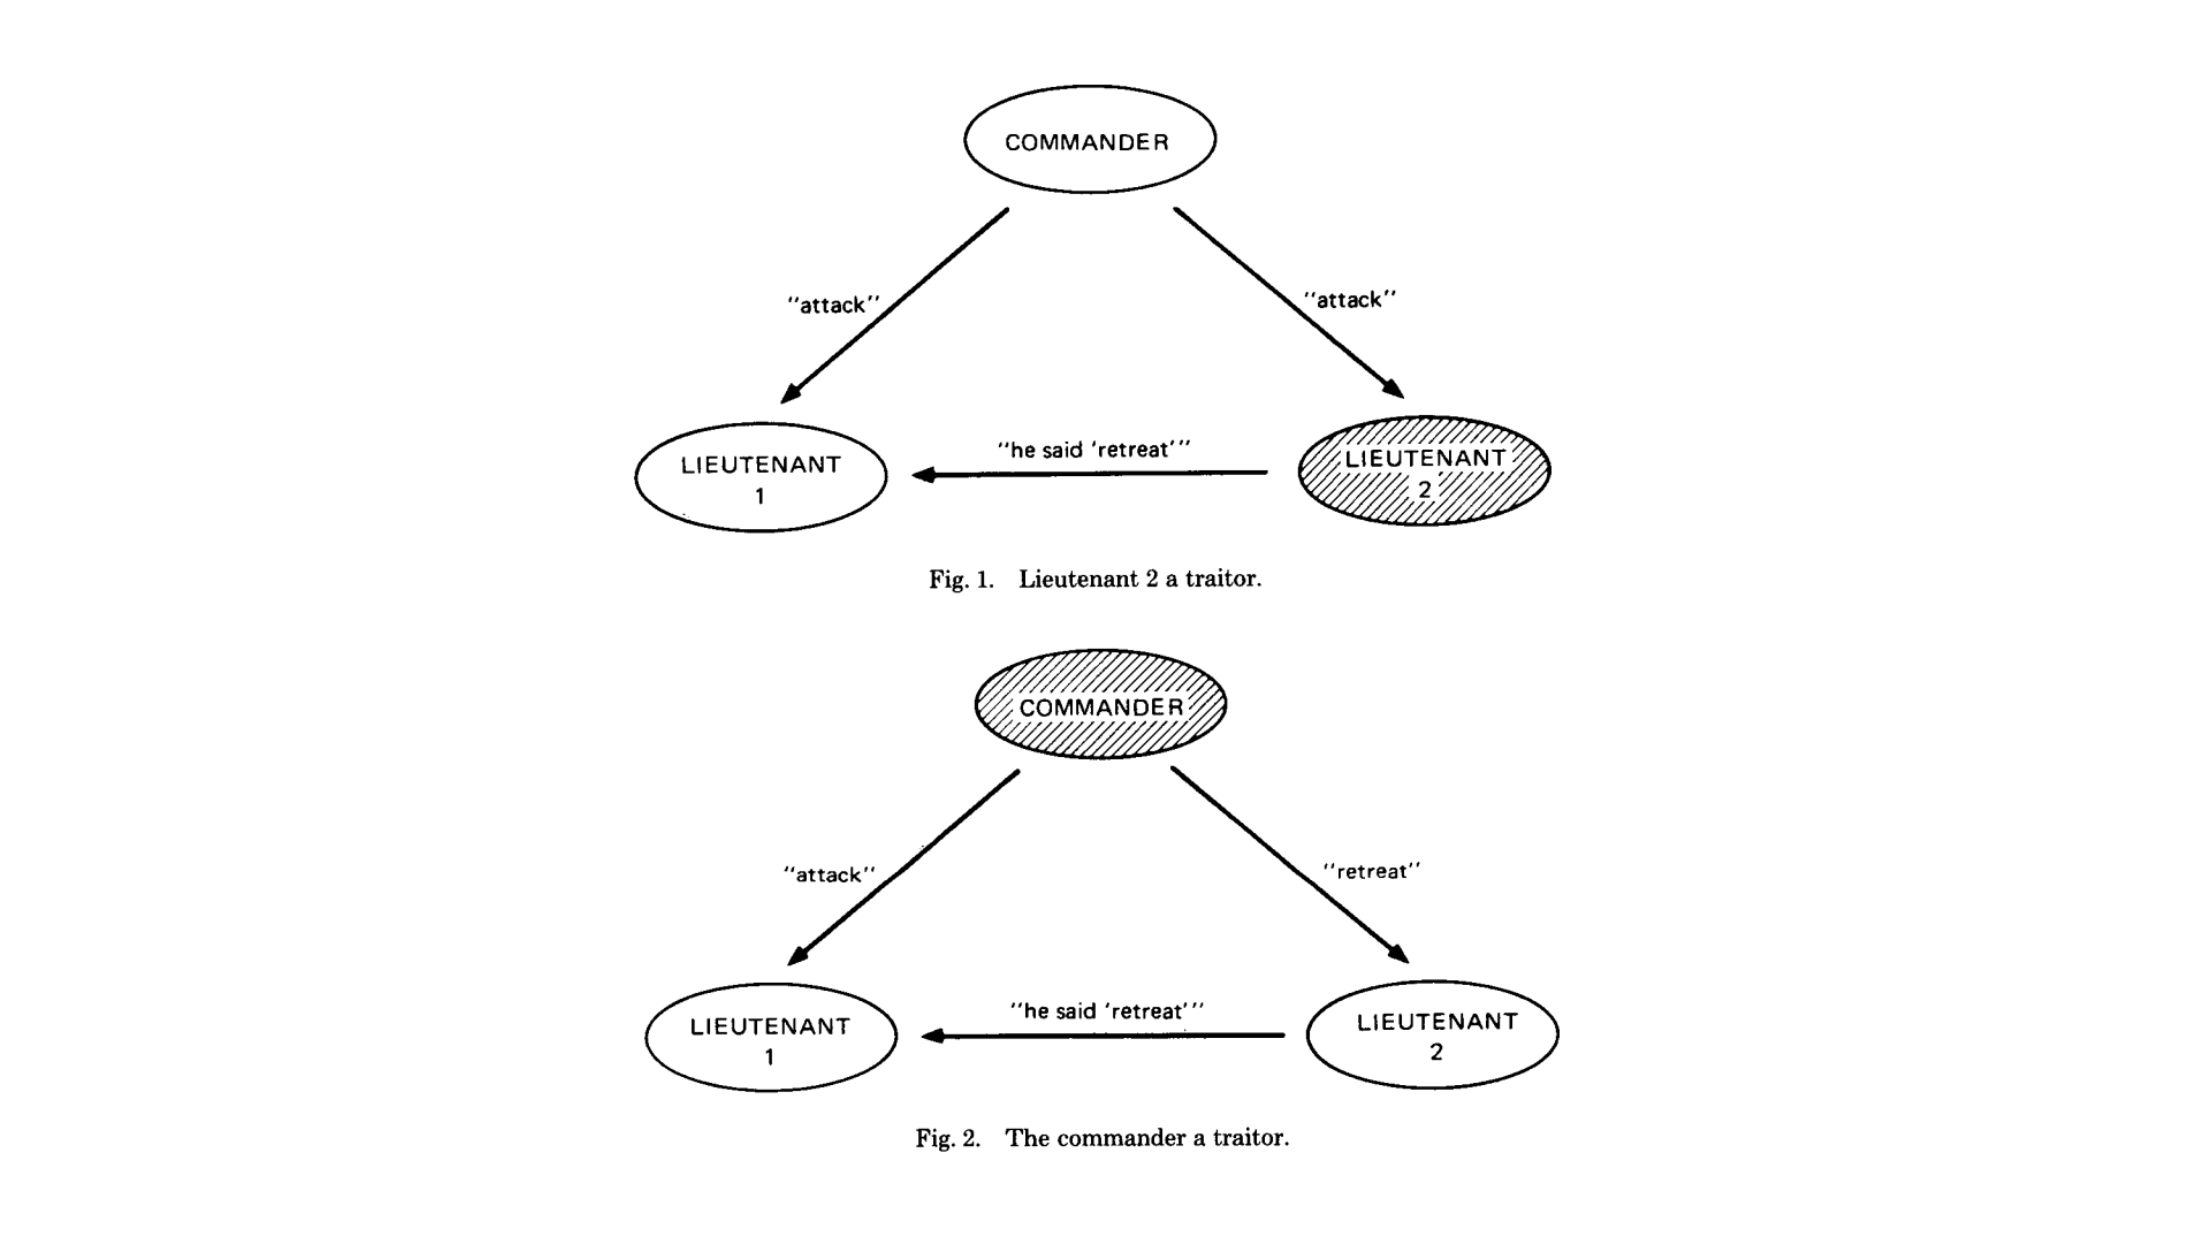 COMMANDER
"attack"
"attack"
"he said 'retreat'"
LIEUTENANT
1
LIEUTENANT
2
Fig. 1. Lieutenant 2 a traitor.
COMMANDER
"attack"
"retreat"
"he said 'retreat'"
LIEUTENANT
1
LIEUTENANT
2
Fig. 2. The commander a traitor.